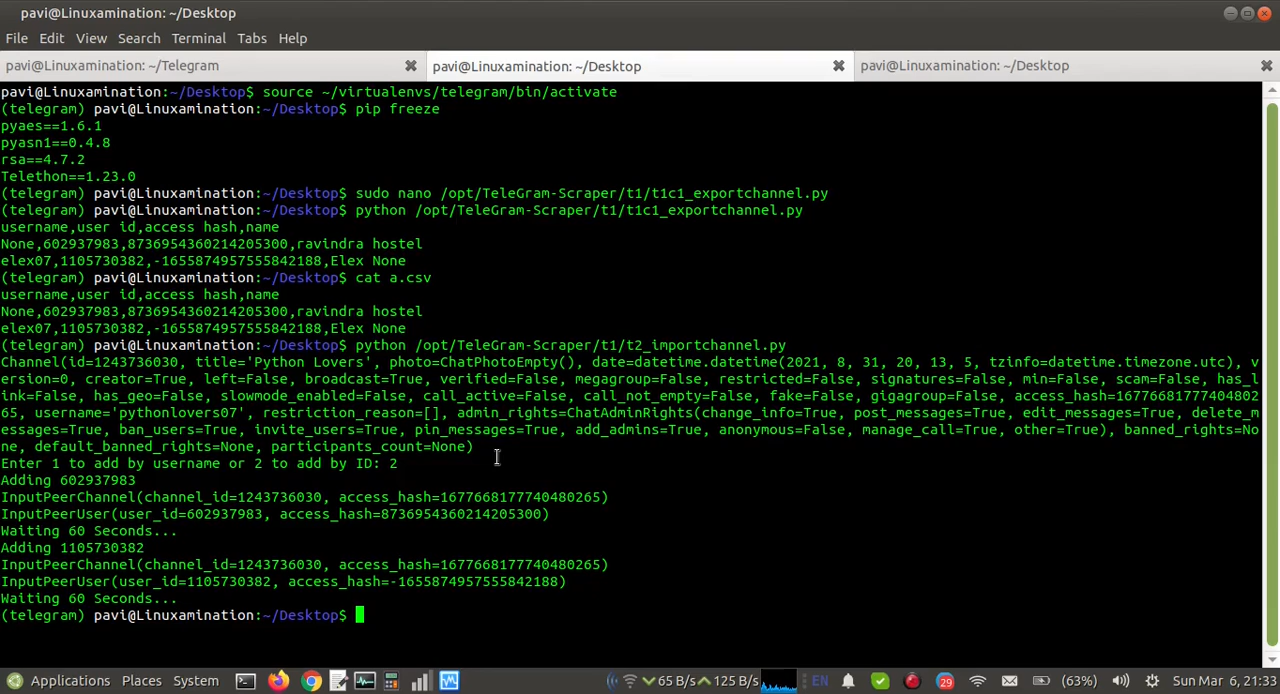 pavi@Linuxamination: ~/Desktop
File Edit View Search Terminal Tabs Help
pavi@Linuxamination: ~/Telegram
pavi@Linuxamination: ~/Desktop
pavi@Linuxamination: ~/Desktop
pavi@Linuxamination:~/Desktop$ source ~/virtualenvs/telegram/bin/activate
(telegram) pavi@Linuxamination:~/Desktop$ pip freeze
pyaes==1.6.1
pyasn1==0.4.8
rsa==4.7.2
Telethon==1.23.0
(telegram) pavi@Linuxamination:~/Desktop$ sudo nano /opt/TeleGram-Scraper/t1/t1c1_exportchannel.py
(telegram) pavi@Linuxamination:~/Desktop$ python /opt/TeleGram-Scraper/t1/t1c1_exportchannel.py
username,user id,access hash,name
None,602937983,8736954360214205300,ravindra hostel
elex07,1105730382,-1655874957555842188,Elex None
(telegram) pavi@Linuxamination:~/Desktop$ cat a.csv
username,user id,access hash,name
None,602937983,8736954360214205300,ravindra hostel
elex07,1105730382,-1655874957555842188,Elex None
(telegram) pavi@Linuxamination:~/Desktop$ python /opt/TeleGram-Scraper/t1/t2_importchannel.py
Channel(id=1243736030, title='Python Lovers', photo=ChatPhotoEmpty(), date=datetime.datetime(2021, 8, 31, 20, 13, 5, tzinfo=datetime.timezone.utc), v
ersion=0, creator=True, left=False, broadcast=True, verified=False, megagroup=False, restricted=False, signatures=False, min=False, scam=False, has_l
ink=False, has_geo=False, slowmode_enabled=False, call_active=False, call_not_empty=False, fake=False, gigagroup=False, access_hash=16776681777404802
65, username='pythonlovers07', restriction_reason=[], admin_rights=ChatAdminRights(change_info=True, post_messages=True, edit_messages=True, delete_m
essages=True, ban_users=True, invite_users=True, pin_messages=True, add_admins=True, anonymous=False, manage_call=True, other=True), banned_rights=No
ne, default_banned_rights=None, participants_count=None)
Enter 1 to add by username or 2 to add by ID: 2
Adding 602937983
InputPeerChannel(channel_id=1243736030, access_hash=1677668177740480265)
InputPeerUser(user_id=602937983, access_hash=8736954360214205300)
Waiting 60 Seconds...
Adding 1105730382
InputPeerChannel(channel_id=1243736030, access_hash=1677668177740480265)
InputPeerUser(user_id=1105730382, access_hash=-1655874957555842188)
Waiting 60 Seconds...
(telegram) pavi@Linuxamination:~/Desktop$
Applications Places System 65 B/s 125 B/s EN 29 (63%) Sun Mar 6, 21:33